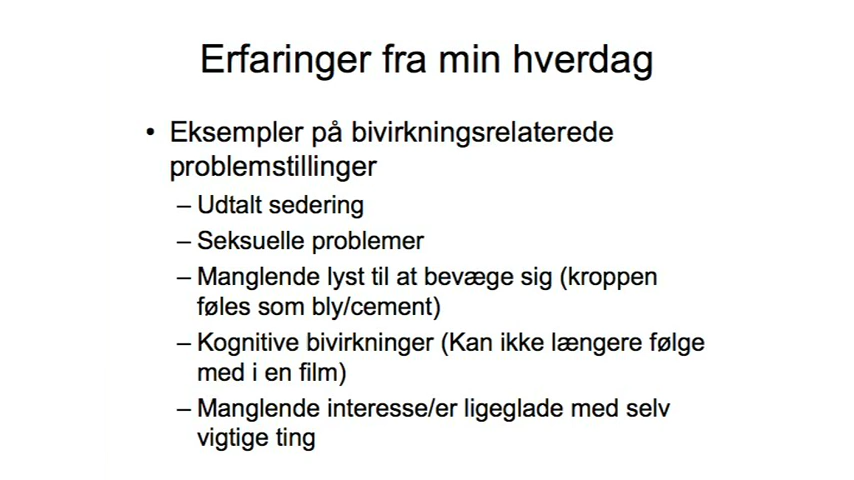 Erfaringer fra min hverdag
• Eksempler på bivirkningsrelaterede
problemstillinger
– Udtalt sedering
– Seksuelle problemer
– Manglende lyst til at bevæge sig (kroppen
føles som bly/cement)
– Kognitive bivirkninger (Kan ikke længere følge
med i en film)
– Manglende interesse/er ligeglade med selv
vigtige ting